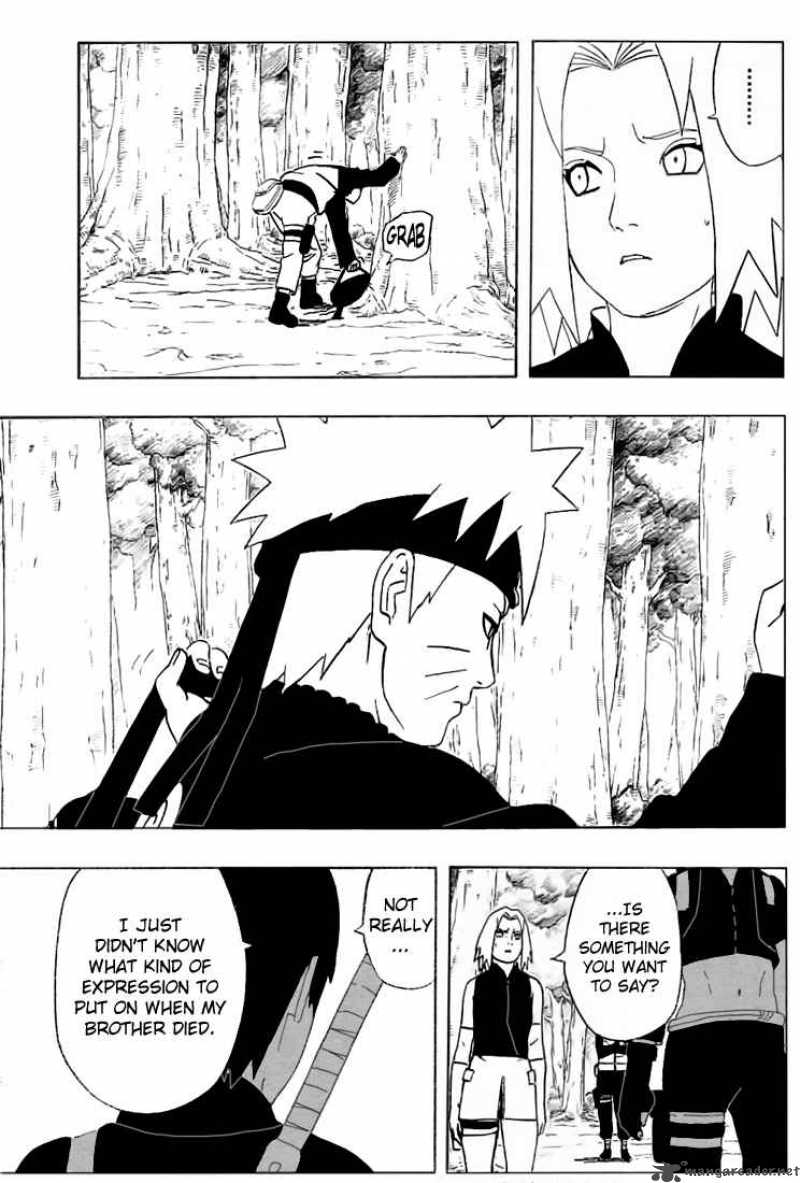 ........
GRAB
...IS
THERE
SOMETHING
YOU WANT
TO SAY?
NOT
REALLY
...
I JUST
DIDN'T KNOW
WHAT KIND OF
EXPRESSION TO
PUT ON WHEN MY
BROTHER DIED.
mangareader.net